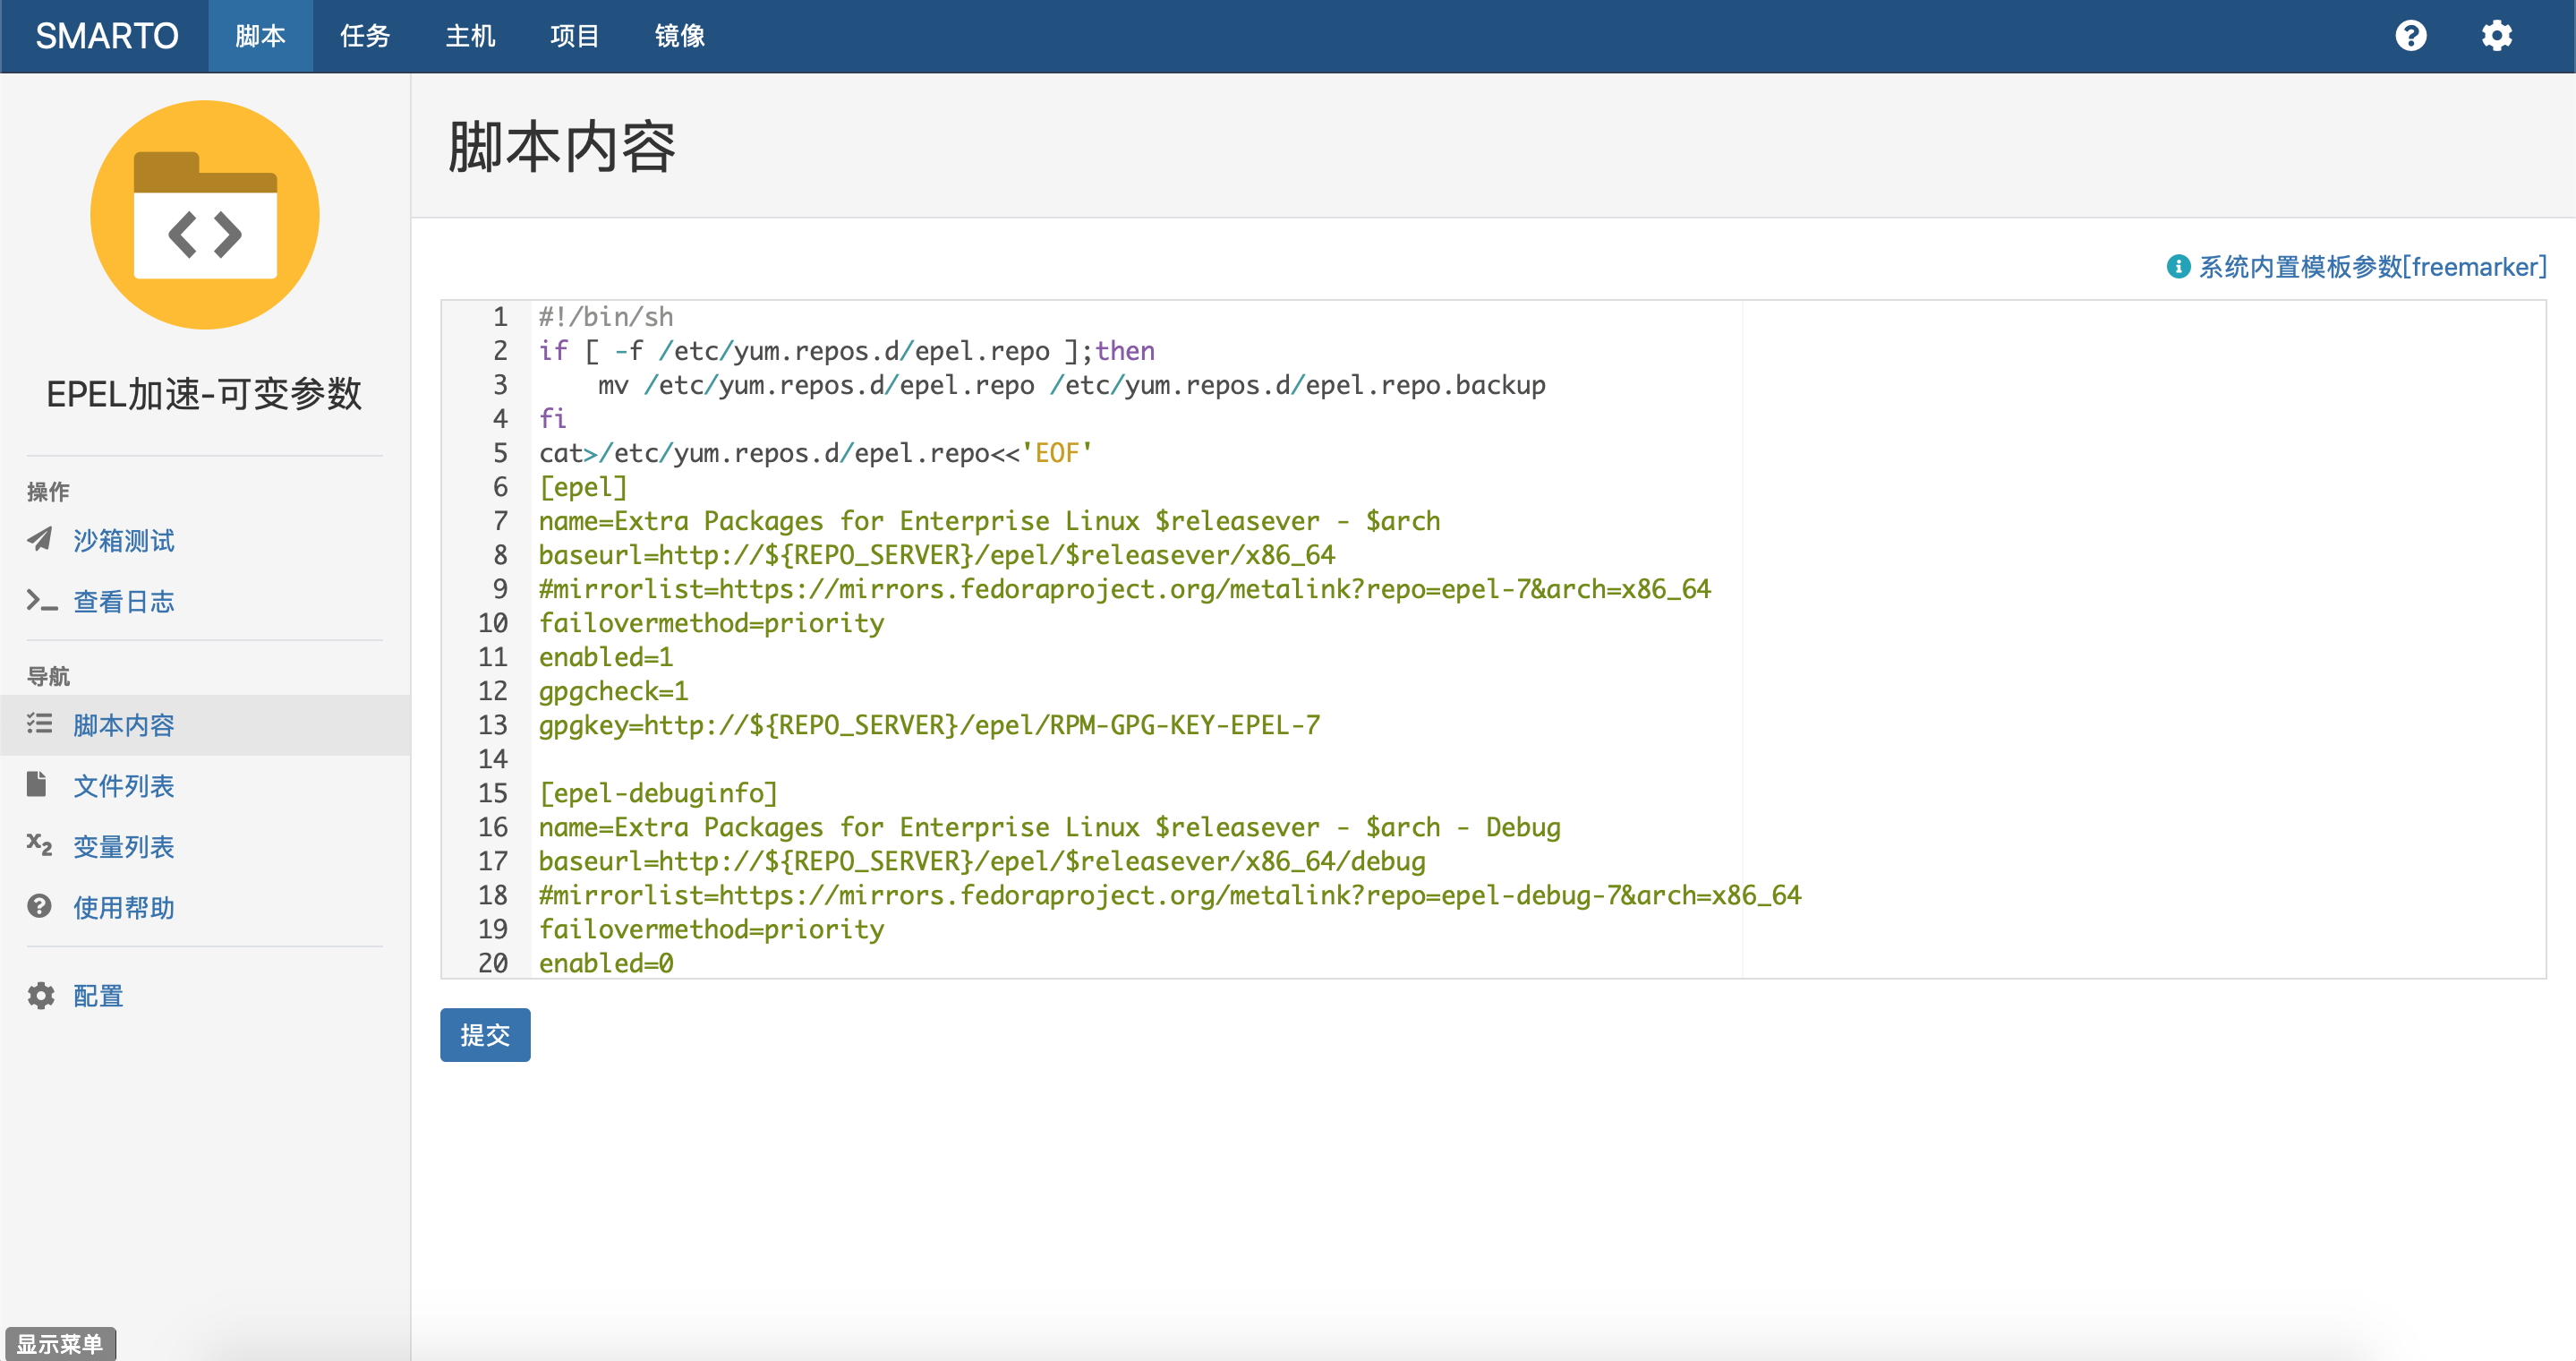 SMARTO 脚本 任务 主机 项目 镜像
EPEL加速-可变参数
操作
沙箱测试
查看日志
导航
脚本内容
文件列表
变量列表
使用帮助
配置
显示菜单
脚本内容
系统内置模板参数[freemarker]
1 #!/bin/sh
2 if [ -f /etc/yum.repos.d/epel.repo ];then
3     mv /etc/yum.repos.d/epel.repo /etc/yum.repos.d/epel.repo.backup
4 fi
5 cat>/etc/yum.repos.d/epel.repo<<'EOF'
6 [epel]
7 name=Extra Packages for Enterprise Linux $releasever - $arch
8 baseurl=http://${REPO_SERVER}/epel/$releasever/x86_64
9 #mirrorlist=https://mirrors.fedoraproject.org/metalink?repo=epel-7&arch=x86_64
10 failovermethod=priority
11 enabled=1
12 gpgcheck=1
13 gpgkey=http://${REPO_SERVER}/epel/RPM-GPG-KEY-EPEL-7
14
15 [epel-debuginfo]
16 name=Extra Packages for Enterprise Linux $releasever - $arch - Debug
17 baseurl=http://${REPO_SERVER}/epel/$releasever/x86_64/debug
18 #mirrorlist=https://mirrors.fedoraproject.org/metalink?repo=epel-debug-7&arch=x86_64
19 failovermethod=priority
20 enabled=0
提交